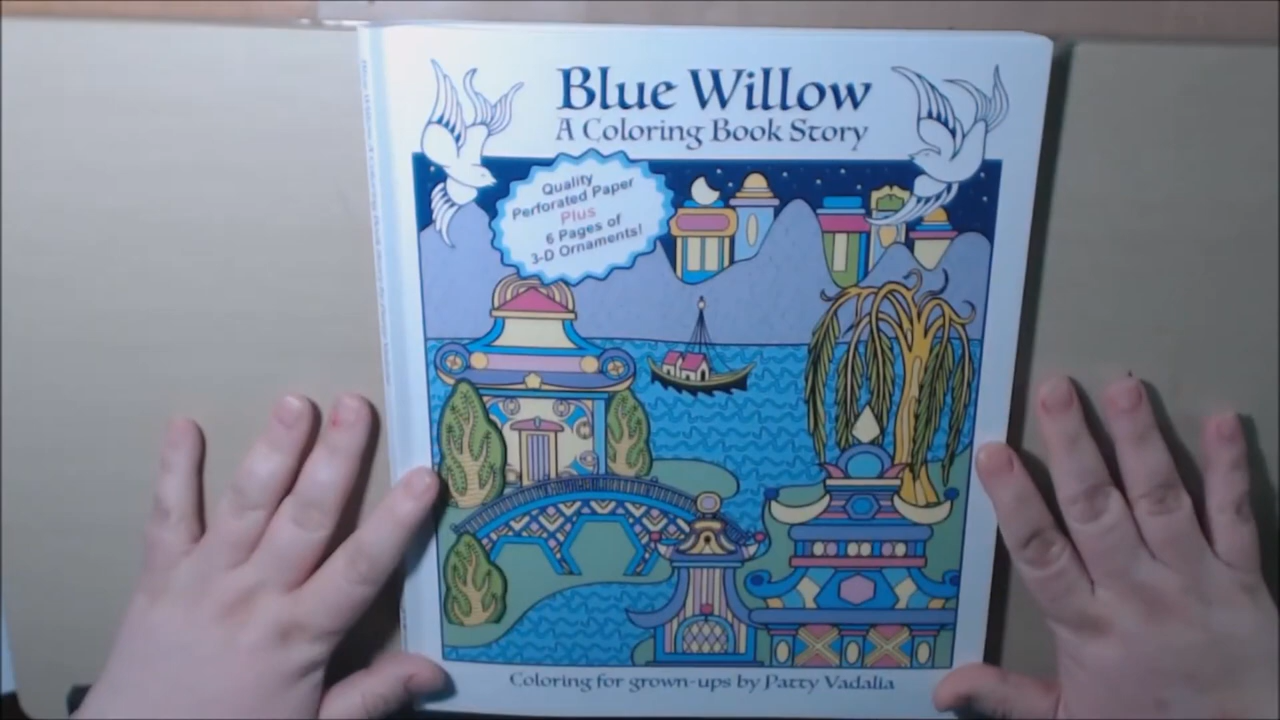 Blue Willow
A Coloring Book Story
Quality
Perforated Paper
Plus
6 Pages of
3-D Ornaments!
Coloring for grown-ups by Patty Vadalia